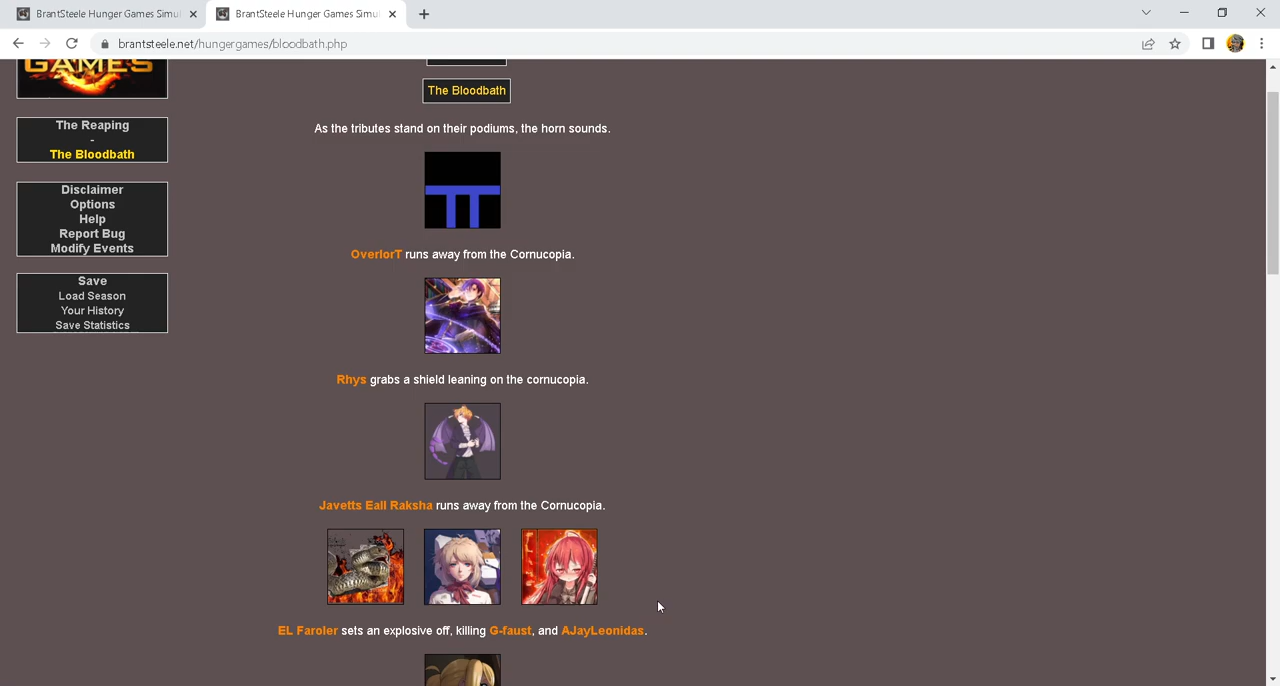 BrantSteele Hunger Games Simul
BrantSteele Hunger Games Simul
brantsteele.net/hungergames/bloodbath.php
GAMES
The Reaping
-
The Bloodbath
Disclaimer
Options
Help
Report Bug
Modify Events
Save
Load Season
Your History
Save Statistics
The Bloodbath
As the tributes stand on their podiums, the horn sounds.
OverlorT runs away from the Cornucopia.
Rhys grabs a shield leaning on the cornucopia.
Javetts Eall Raksha runs away from the Cornucopia.
EL Faroler sets an explosive off, killing G-faust, and AJayLeonidas.